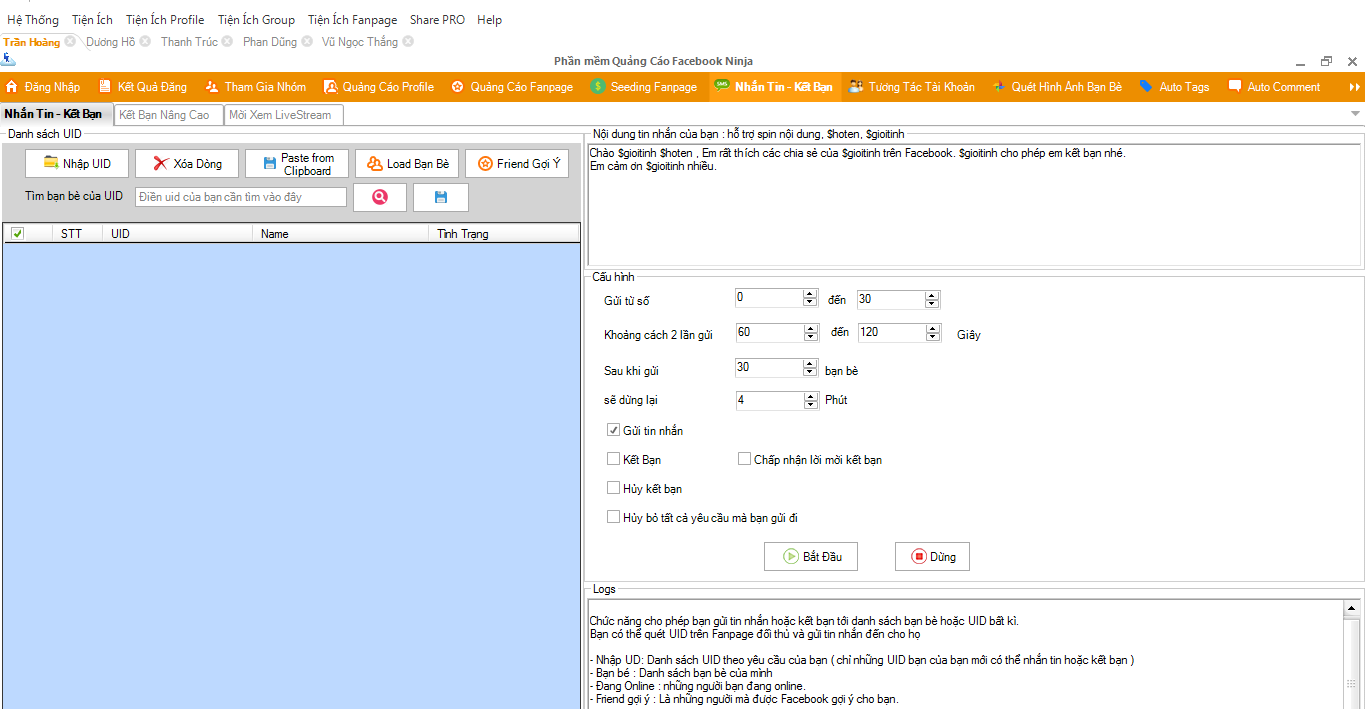 Hệ Thống Tiện Ích Tiện Ích Profile Tiện Ích Group Tiện Ích Fanpage Share PRO Help
Trần Hoàng Dương Hồ Thanh Trúc Phan Dũng Vũ Ngọc Thắng
Phần mềm Quảng Cáo Facebook Ninja
Đăng Nhập Kết Quả Đăng Tham Gia Nhóm Quảng Cáo Profile Quảng Cáo Fanpage Seeding Fanpage Nhắn Tin - Kết Bạn Tương Tác Tài Khoản Quét Hình Ảnh Bạn Bè Auto Tags Auto Comment
Nhắn Tin - Kết Bạn Kết Bạn Nâng Cao Mời Xem LiveStream
Danh sách UID
Nhập UID Xóa Dòng Paste from Clipboard Load Bạn Bè Friend Gợi Ý
Tìm bạn bè của UID Điền uid của bạn cần tìm vào đây
STT UID Name Tình Trạng
Nội dung tin nhắn của bạn : hỗ trợ spin nội dung, $hoten, $gioitinh
Chào $gioitinh $hoten , Em rất thích các chia sẻ của $gioitinh trên Facebook. $gioitinh cho phép em kết bạn nhé.
Em cảm ơn $gioitinh nhiều.
Cấu hình
Gửi từ số 0 đến 30
Khoảng cách 2 lần gửi 60 đến 120 Giây
Sau khi gửi 30 bạn bè
sẽ dừng lại 4 Phút
Gửi tin nhắn
Kết Bạn Chấp nhận lời mời kết bạn
Hủy kết bạn
Hủy bỏ tất cả yêu cầu mà bạn gửi đi
Bắt Đầu Dừng
Logs
Chức năng cho phép bạn gửi tin nhắn hoặc kết bạn tới danh sách bạn bè hoặc UID bất kì.
Bạn có thể quét UID trên Fanpage đối thủ và gửi tin nhắn đến cho họ
- Nhập UD: Danh sách UID theo yêu cầu của bạn ( chỉ những UID bạn của bạn mới có thể nhắn tin hoặc kết bạn )
- Bạn bé : Danh sách bạn bè của mình
- Đang Online : những người bạn đang online.
- Friend gợi ý : Là những người mà được Facebook gợi ý cho bạn.